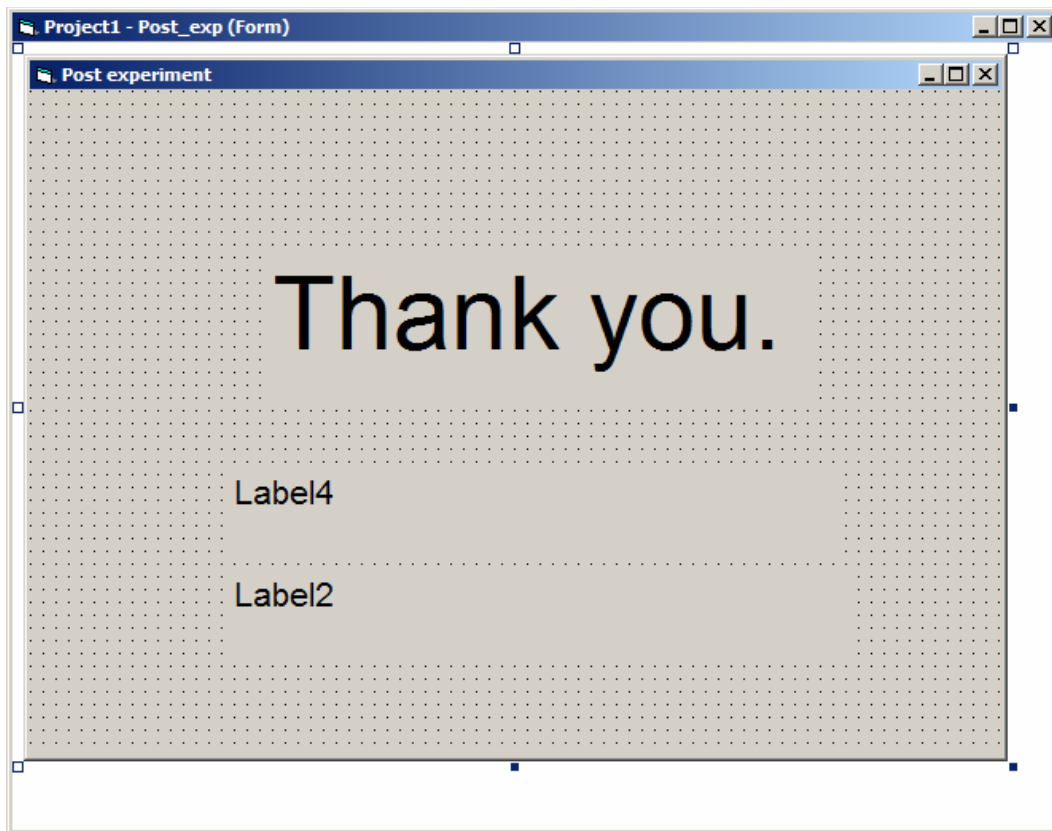 Project1 - Post_exp (Form)
Post experiment
Thank you.
Label4
Label2